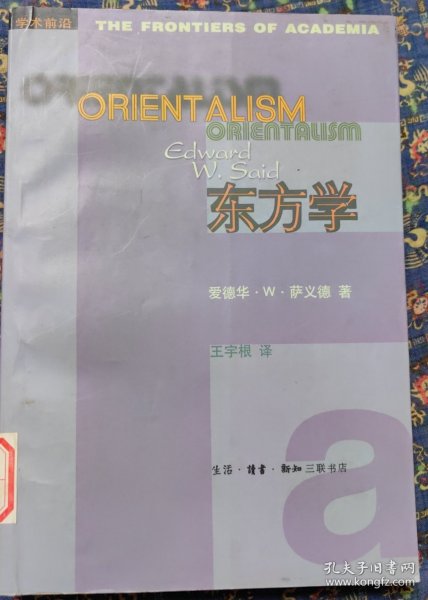 学术前沿 THE FRONTIERS OF ACADEMIA
ORIENTALISM
ORIENTALISM
Edward
W. Said
东方学
爱德华·W·萨义德 著
王宇根 译
a
生活·讀書·新知三联书店
孔夫子旧书网
www.kongfz.com